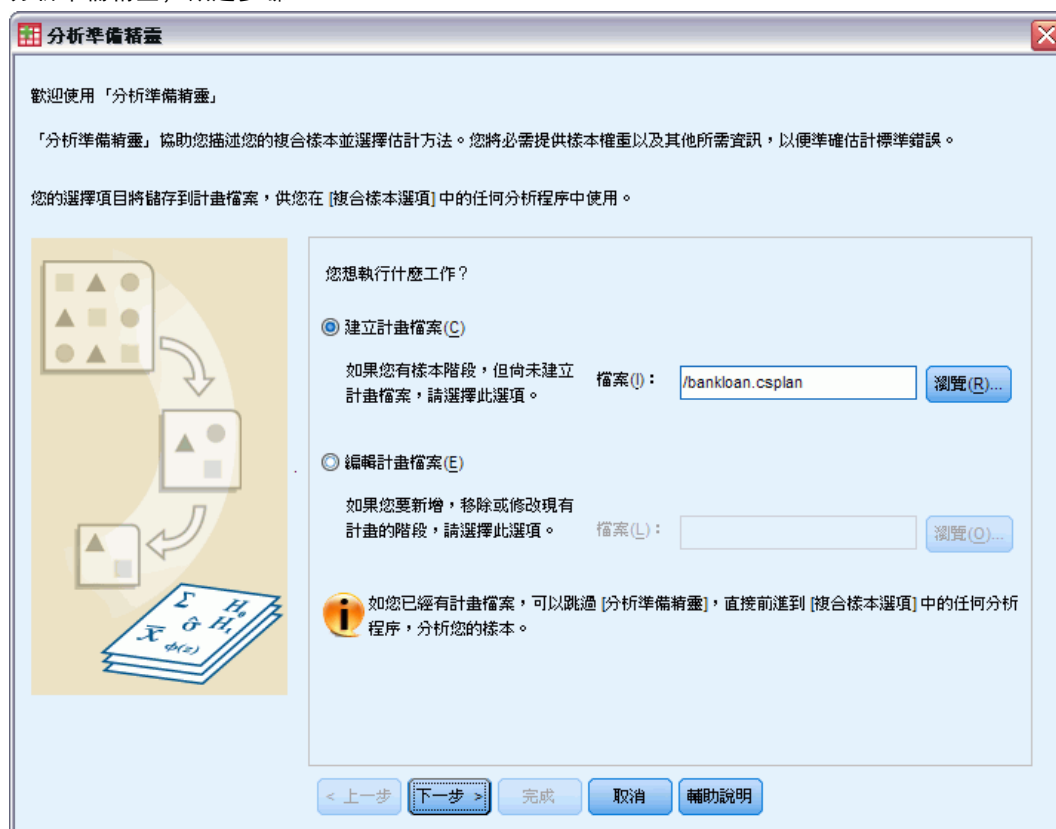 分析準備精靈
歡迎使用「分析準備精靈」
「分析準備精靈」協助您描述您的複合樣本並選擇估計方法。您將必需提供樣本權重以及其他所需資訊,以便準確估計標準錯誤。
您的選擇項目將儲存到計畫檔案,供您在 [複合樣本選項] 中的任何分析程序中使用。
您想執行什麼工作?
建立計畫檔案(C)
如果您有樣本階段,但尚未建立
計畫檔案,請選擇此選項。
檔案(I): /bankloan.csplan 瀏覽(R)...
編輯計畫檔案(E)
如果您要新增,移除或修改現有
計畫的階段,請選擇此選項。
檔案(L): 瀏覽(O)...
如您已經有計畫檔案,可以跳過 [分析準備精靈],直接前進到 [複合樣本選項] 中的任何分析
程序,分析您的樣本。
Σ H₀
x̅ σ̂ H₁
ϕ(z)
< 上一步 下一步 > 完成 取消 輔助說明